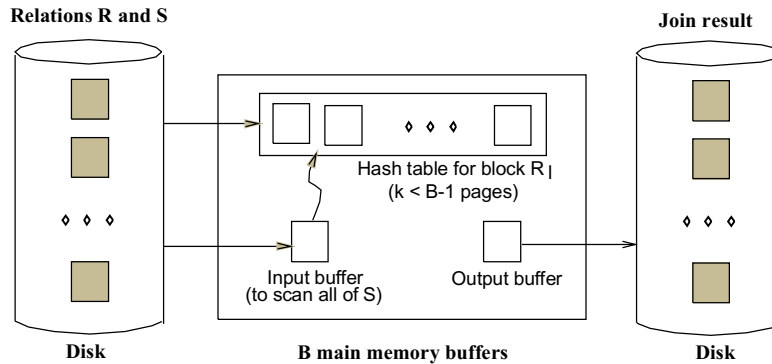 Relations R and S
Join result
Hash table for block R l
(k < B-1 pages)
Input buffer
(to scan all of S)
Output buffer
Disk
B main memory buffers
Disk